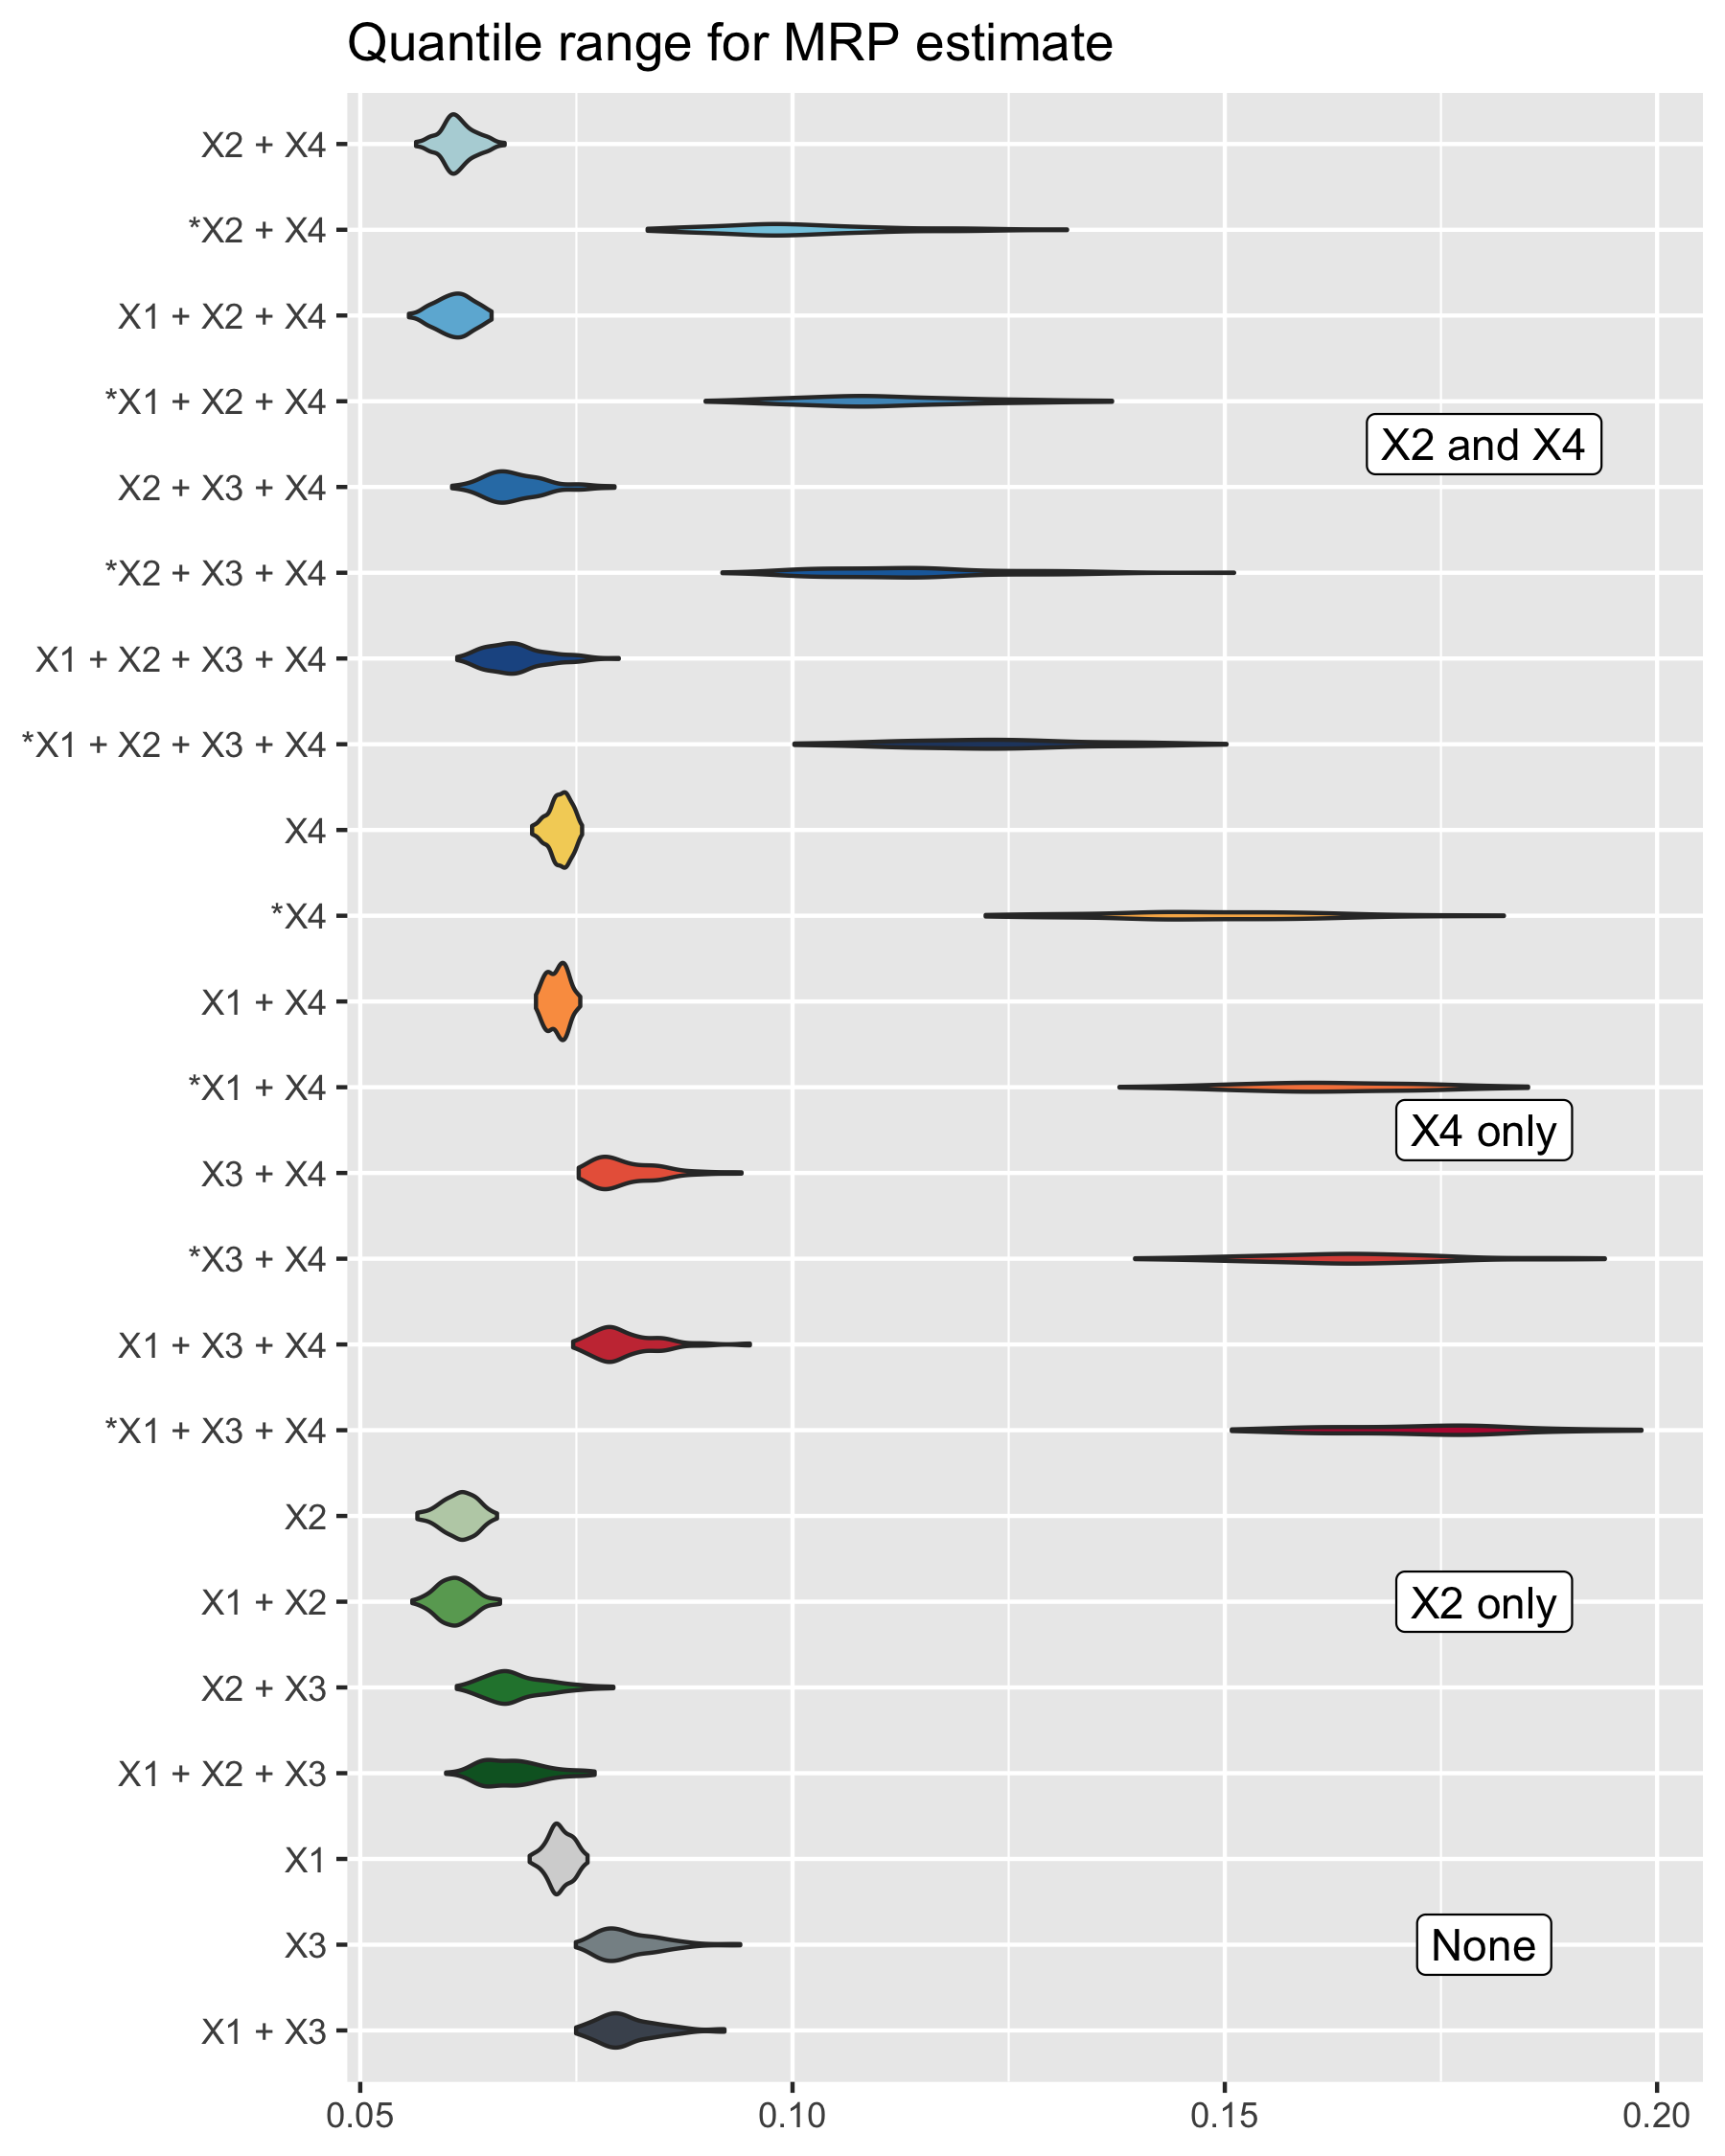 Quantile range for MRP estimate
X2 + X4
*X2 + X4
X1 + X2 + X4
*X1 + X2 + X4
X2 and X4
X2 + X3 + X4
*X2 + X3 + X4
X1 + X2 + X3 + X4
*X1 + X2 + X3 + X4
X4
*X4
X1 + X4
*X1 + X4
X4 only
X3 + X4
*X3 + X4
X1 + X3 + X4
*X1 + X3 + X4
X2
X1 + X2
X2 only
X2 + X3
X1 + X2 + X3
X1
X3
None
X1 + X3
0.05 0.10 0.15 0.20